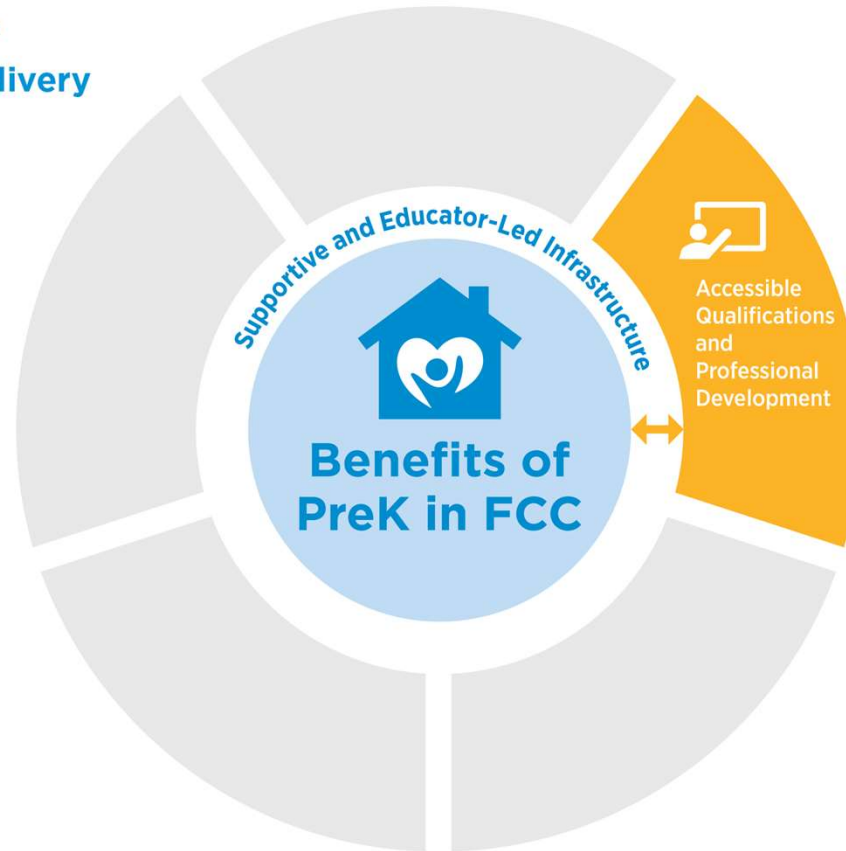 livery
Supportive and Educator-Led Infrastructure
Accessible
Qualifications
and
Professional
Development
Benefits of
PreK in FCC